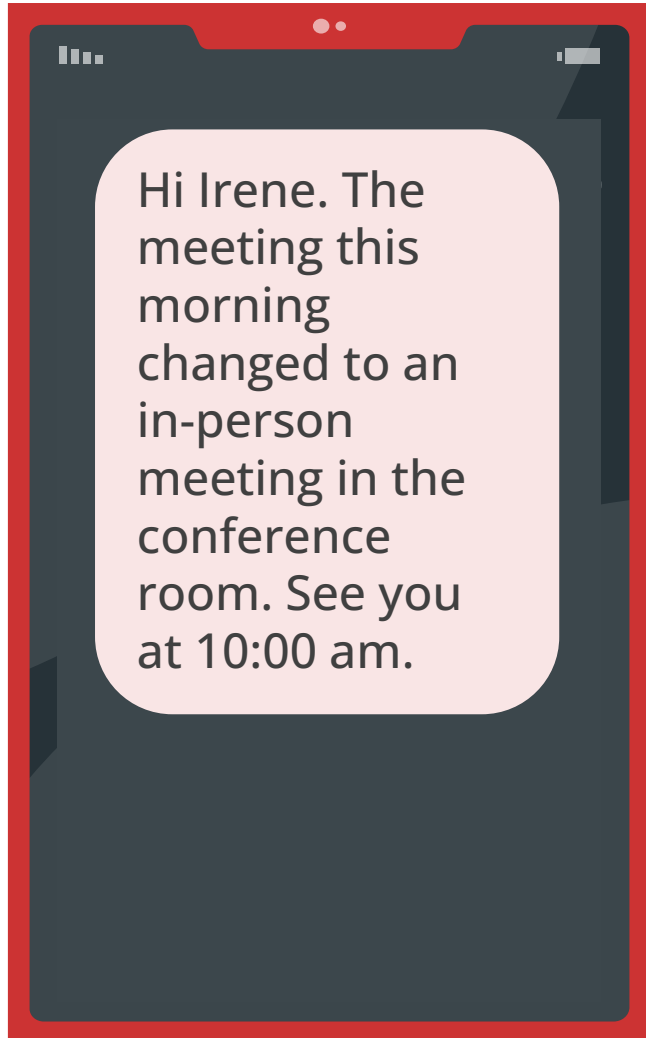 Hi Irene. The
meeting this
morning
changed to an
in-person
meeting in the
conference
room. See you
at 10:00 am.